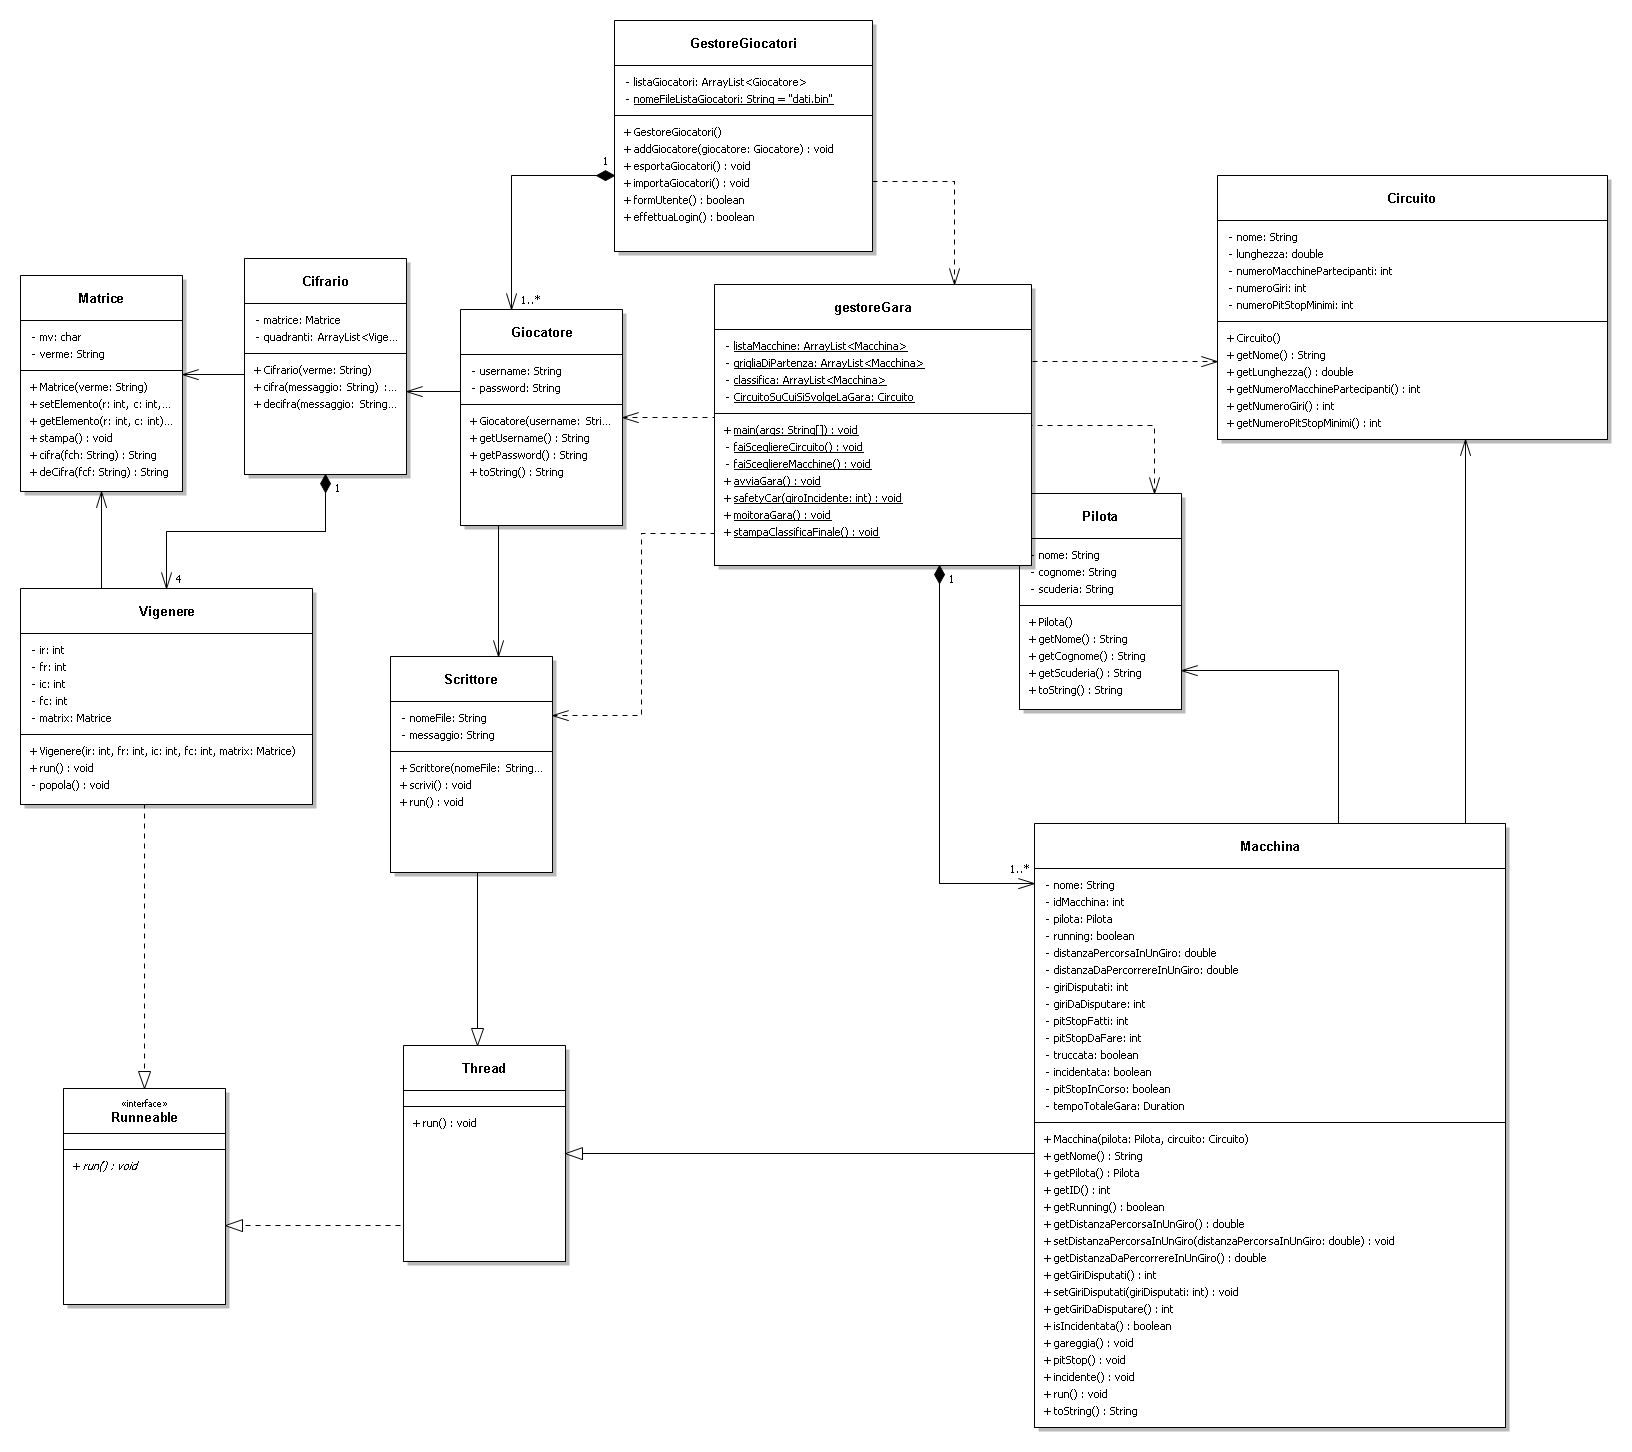 GestoreGiocatori
- listaGiocatori: ArrayList<Giocatore>
- nomeFileListaGiocatori: String = "dati.bin"
+ GestoreGiocatori()
+ addGiocatore(giocatore: Giocatore) : void
+ esportaGiocatori() : void
+ importaGiocatori() : void
+ formUtente() : boolean
+ effettuaLogin() : boolean
1
1..*
Circuito
- nome: String
- lunghezza: double
- numeroMacchinePartecipanti: int
- numeroGiri: int
- numeroPitStopMinimi: int
+ Circuito()
+ getNome() : String
+ getLunghezza() : double
+ getNumeroMacchinePartecipanti() : int
+ getNumeroGiri() : int
+ getNumeroPitStopMinimi() : int
Matrice
- mv: char
- verme: String
+ Matrice(verme: String)
+ setElemento(r: int, c: int,...
+ getElemento(r: int, c: int)...
+ stampa() : void
+ cifra(fch: String) : String
+ deCifra(fcf: String) : String
Cifrario
- matrice: Matrice
- quadranti: ArrayList<Vige...
+ Cifrario(verme: String)
+ cifra(messaggio: String) :...
+ decifra(messaggio: String...
1
4
Giocatore
- username: String
- password: String
+ Giocatore(username: Stri...
+ getUsername() : String
+ getPassword() : String
+ toString() : String
gestoreGara
- listaMacchine: ArrayList<Macchina>
- grigliaDiPartenza: ArrayList<Macchina>
- classifica: ArrayList<Macchina>
- CircuitoSuCuiSiSvolgeLaGara: Circuito
+ main(args: String[]) : void
- faiScegliereCircuito() : void
- faiScegliereMacchine() : void
+ avviaGara() : void
+ safetyCar(giroIncidente: int) : void
+ moitoraGara() : void
+ stampaClassificaFinale() : void
1
1..*
Pilota
- nome: String
- cognome: String
- scuderia: String
+ Pilota()
+ getNome() : String
+ getCognome() : String
+ getScuderia() : String
+ toString() : String
Vigenere
- ir: int
- fr: int
- ic: int
- fc: int
- matrix: Matrice
+ Vigenere(ir: int, fr: int, ic: int, fc: int, matrix: Matrice)
+ run() : void
- popola() : void
Scrittore
- nomeFile: String
- messaggio: String
+ Scrittore(nomeFile: String...
+ scrivi() : void
+ run() : void
Macchina
- nome: String
- idMacchina: int
- pilota: Pilota
- running: boolean
- distanzaPercorsaInUnGiro: double
- distanzaDaPercorrereInUnGiro: double
- giriDisputati: int
- giriDaDisputare: int
- pitStopFatti: int
- pitStopDaFare: int
- truccata: boolean
- incidentata: boolean
- pitStopInCorso: boolean
- tempoTotaleGara: Duration
+ Macchina(pilota: Pilota, circuito: Circuito)
+ getNome() : String
+ getPilota() : Pilota
+ getID() : int
+ getRunning() : boolean
+ getDistanzaPercorsaInUnGiro() : double
+ setDistanzaPercorsaInUnGiro(distanzaPercorsaInUnGiro: double) : void
+ getDistanzaDaPercorrereInUnGiro() : double
+ getGiriDisputati() : int
+ setGiriDisputati(giriDisputati: int) : void
+ getGiriDaDisputare() : int
+ isIncidentata() : boolean
+ gareggia() : void
+ pitStop() : void
+ incidente() : void
+ run() : void
+ toString() : String
Thread
+ run() : void
«interface»
Runneable
+ run() : void